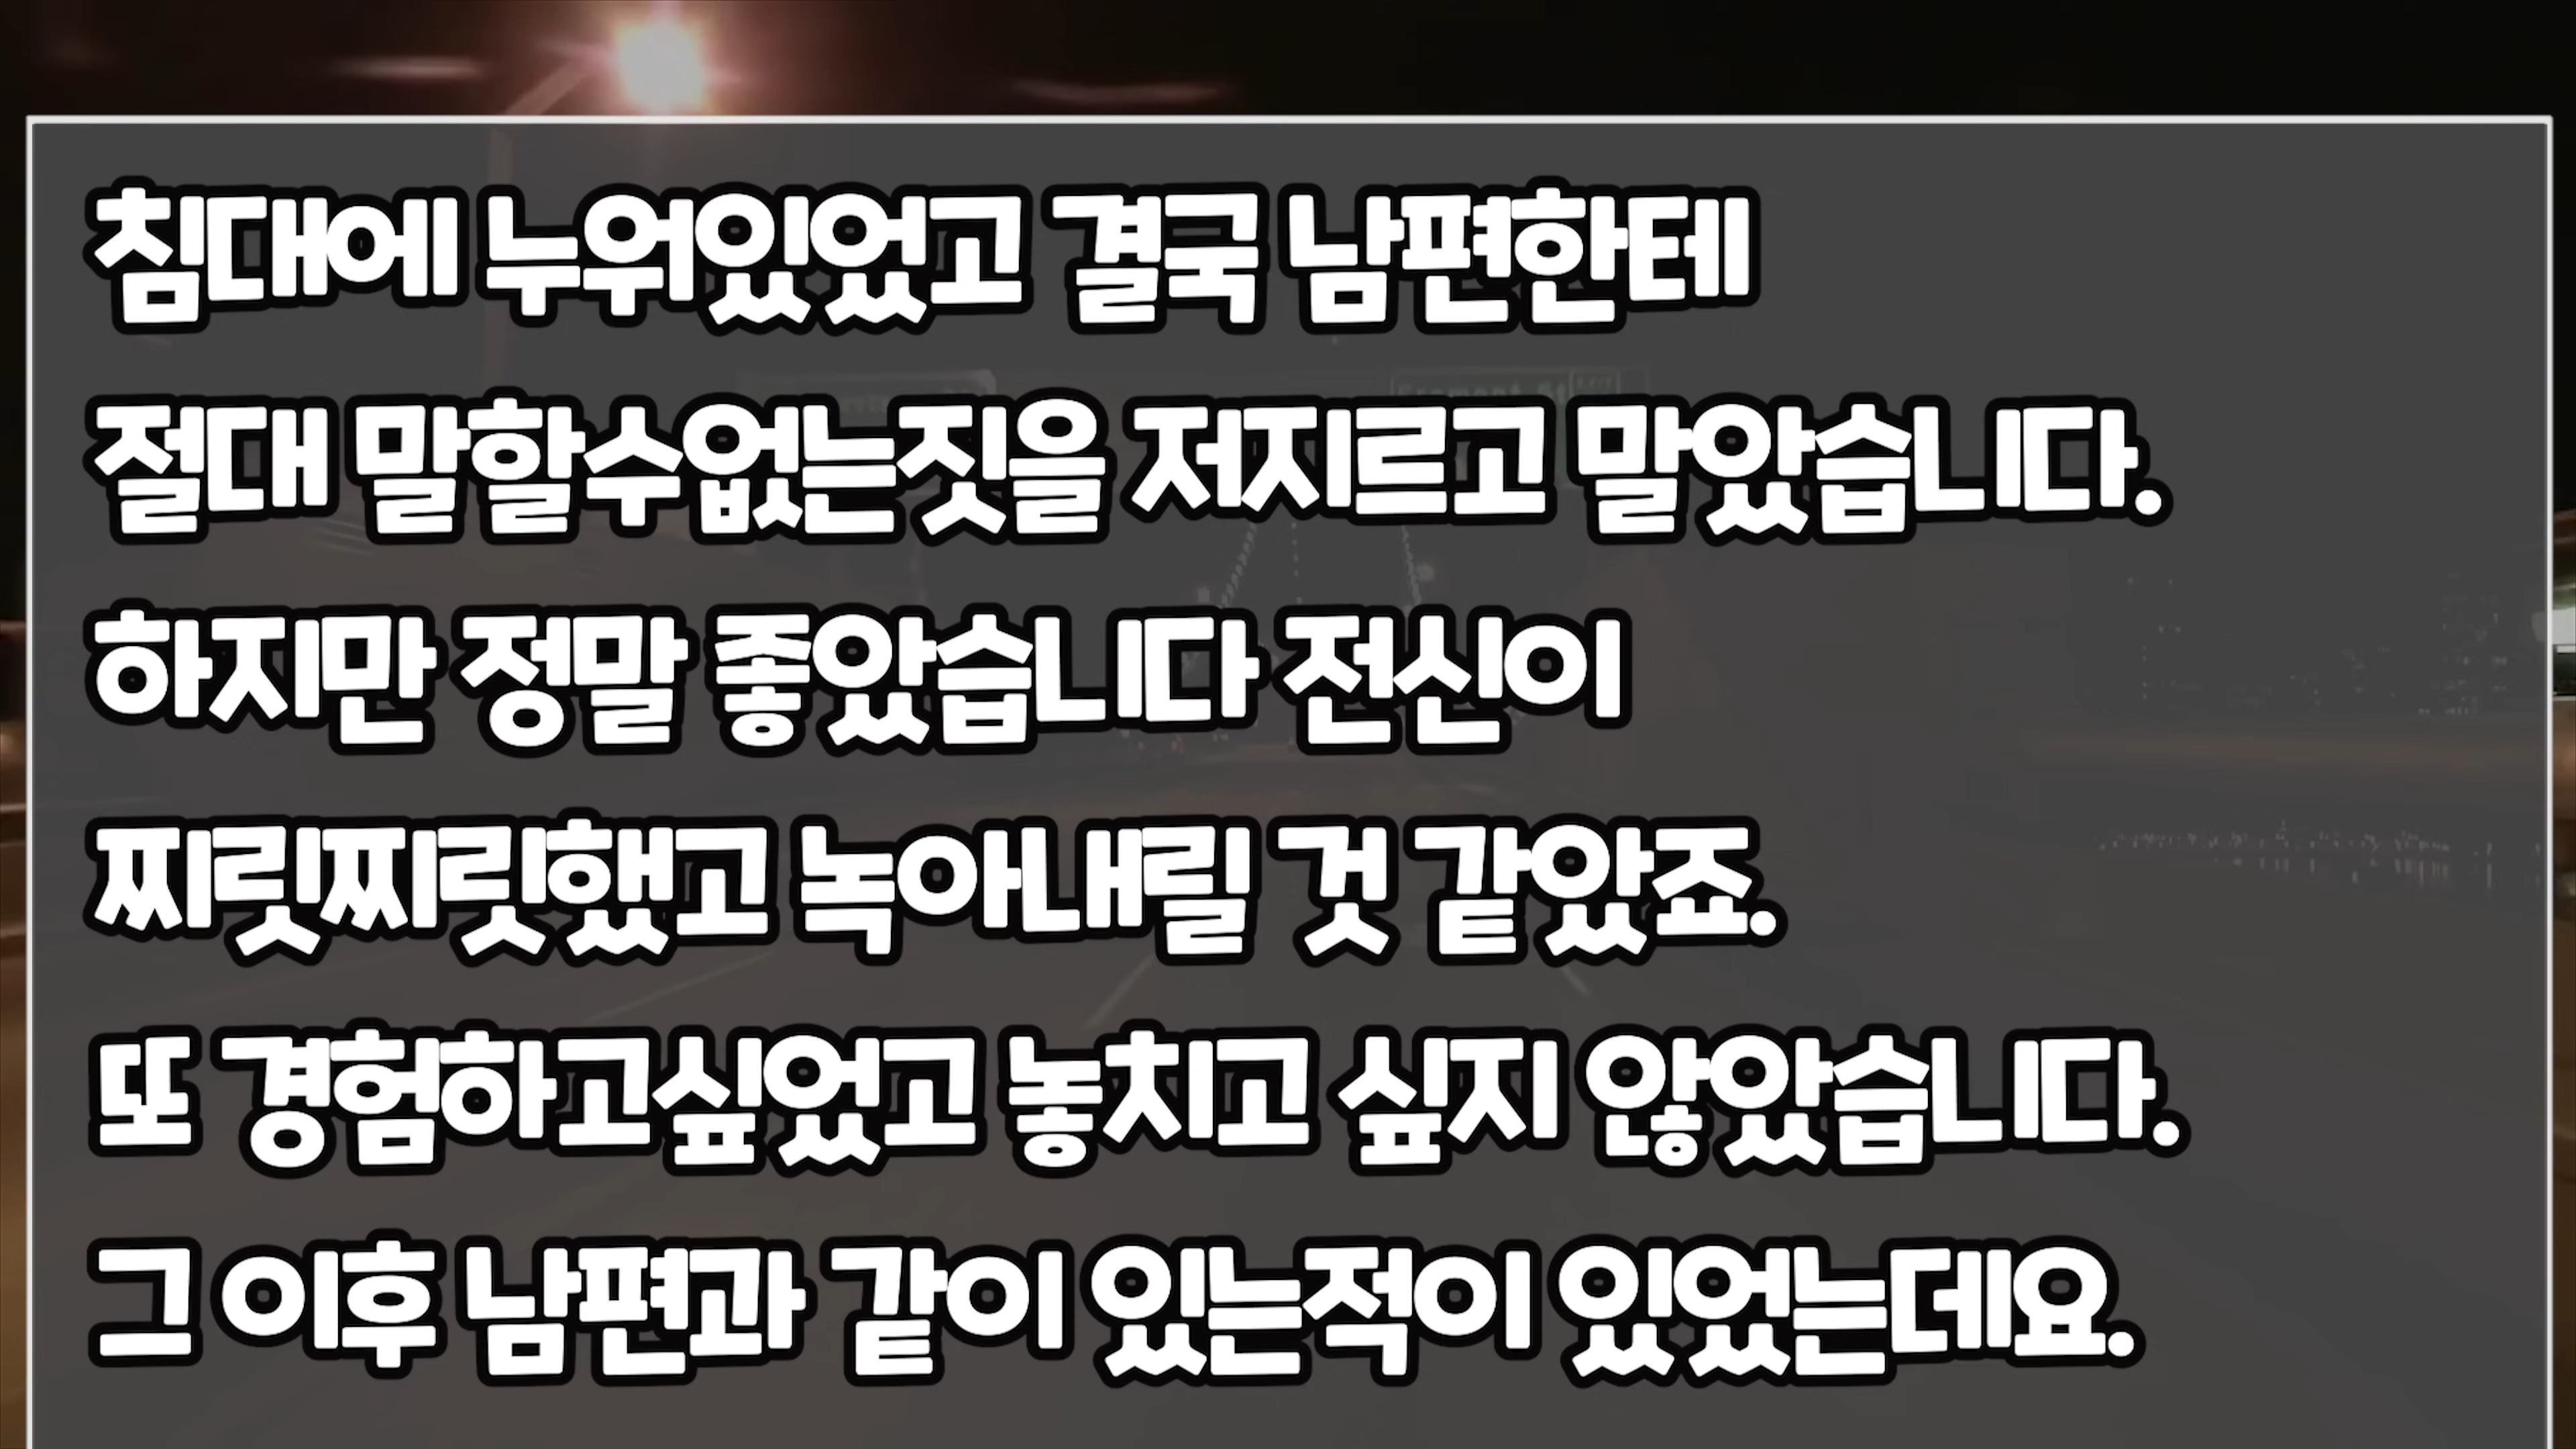 침대에 누워있었고 결국 남편한테
절대 말할수없는짓을 저지르고 말았습니다.
하지만 정말 좋았습니다 전신이
찌릿찌릿했고 녹아내릴 것 같았죠.
또 경험하고싶었고 놓치고 싶지 않았습니다.
그 이후 남편과 같이 있는적이 있었는데요.